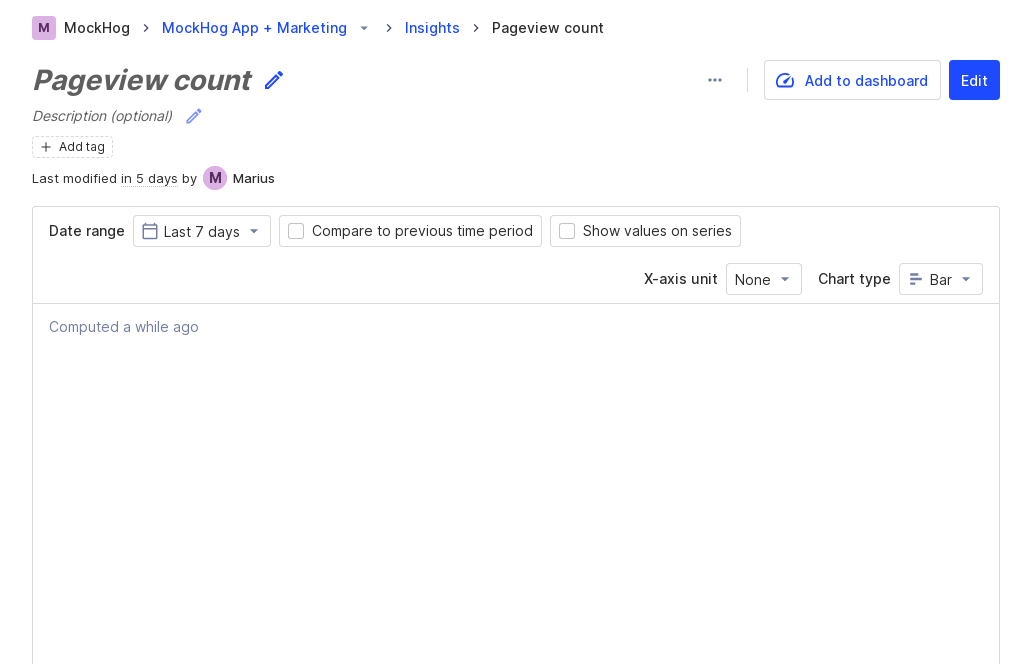 M MockHog MockHog App + Marketing Insights Pageview count
Pageview count
Add to dashboard Edit
Description (optional)
Add tag
Last modified in 5 days by M Marius
Date range Last 7 days Compare to previous time period Show values on series
X-axis unit None Chart type Bar
Computed a while ago